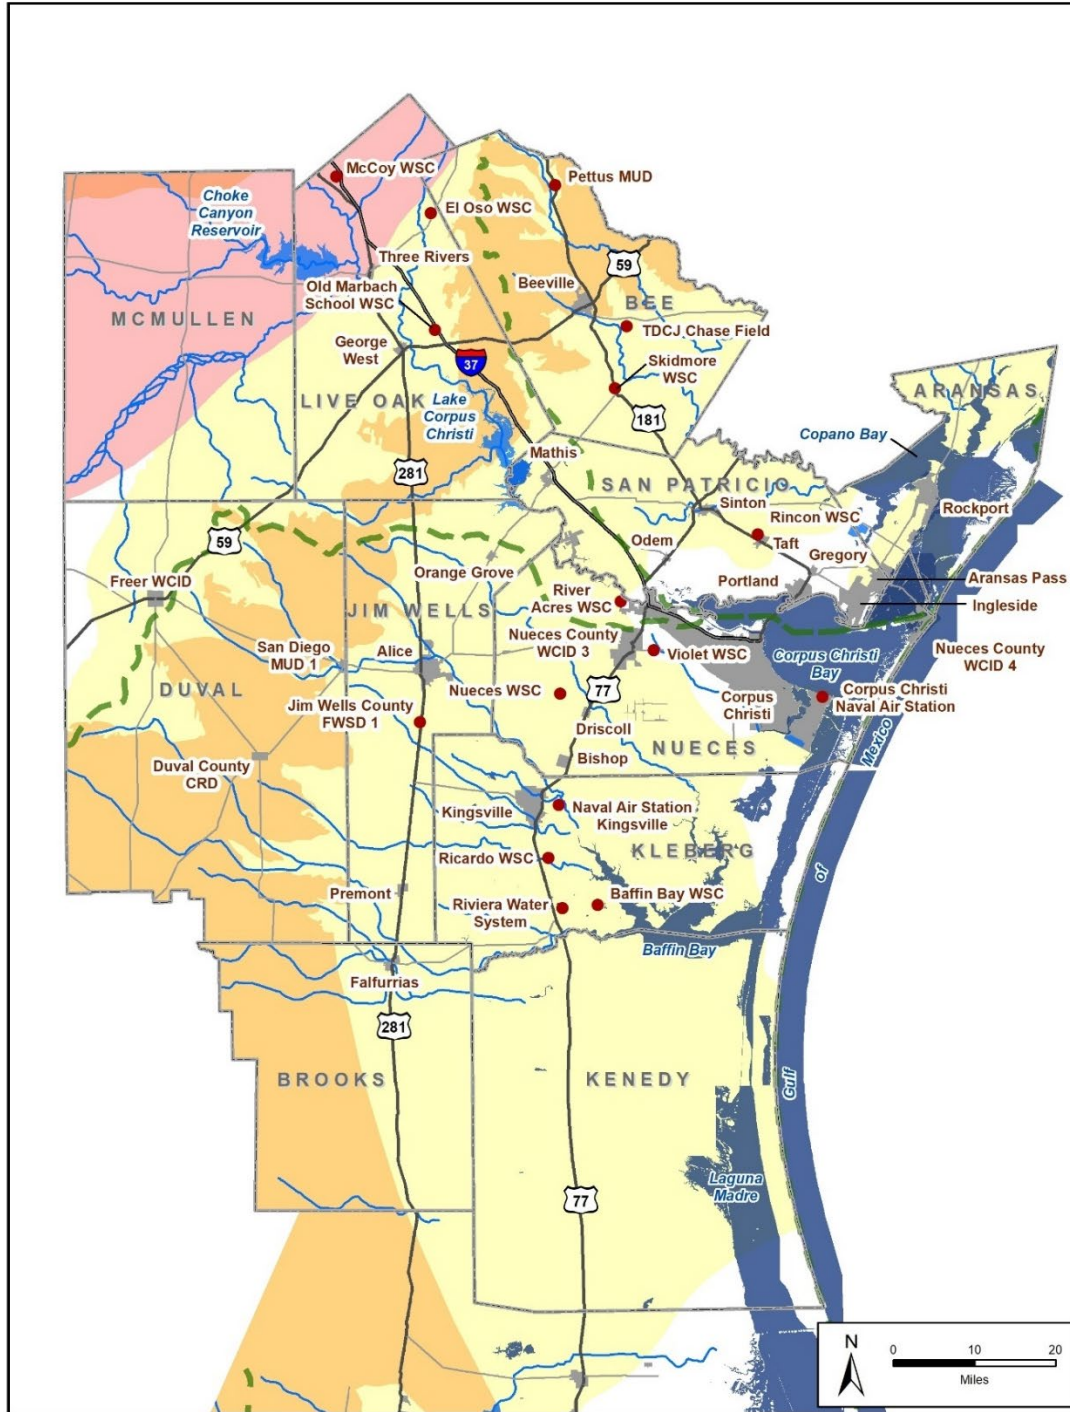 McCoy WSC
Pettus MUD
Choke
Canyon
Reservoir
El Oso WSC
Three Rivers
59
Old Marbach
School WSC
Beeville
BEE
MCMULLEN
TDCJ Chase Field
George
West
37
Skidmore
WSC
LIVE OAK
Lake
Corpus
Christi
181
ARANSAS
Copano Bay
281
Mathis
SAN PATRICIO
Sinton
Rincon WSC
Rockport
59
Odem
Taft
Gregory
Freer WCID
Orange Grove
Portland
Aransas Pass
River
Acres WSC
Ingleside
JIM WELLS
Nueces County
WCID 3
San Diego
MUD 1
Alice
Violet WSC
Corpus Christi
Bay
Nueces County
WCID 4
DUVAL
Nueces WSC
77
Corpus
Christi
Corpus Christi
Naval Air Station
Jim Wells County
FWSD 1
Driscoll
NUECES
Mexico
Duval County
CRD
Bishop
Kingsville
Naval Air Station
Kingsville
KLEBERG
Ricardo WSC
of
Premont
Riviera Water
System
Baffin Bay WSC
Baffin Bay
Falfurrias
281
BROOKS
KENEDY
Gulf
Laguna
Madre
77
N
0 10 20
Miles